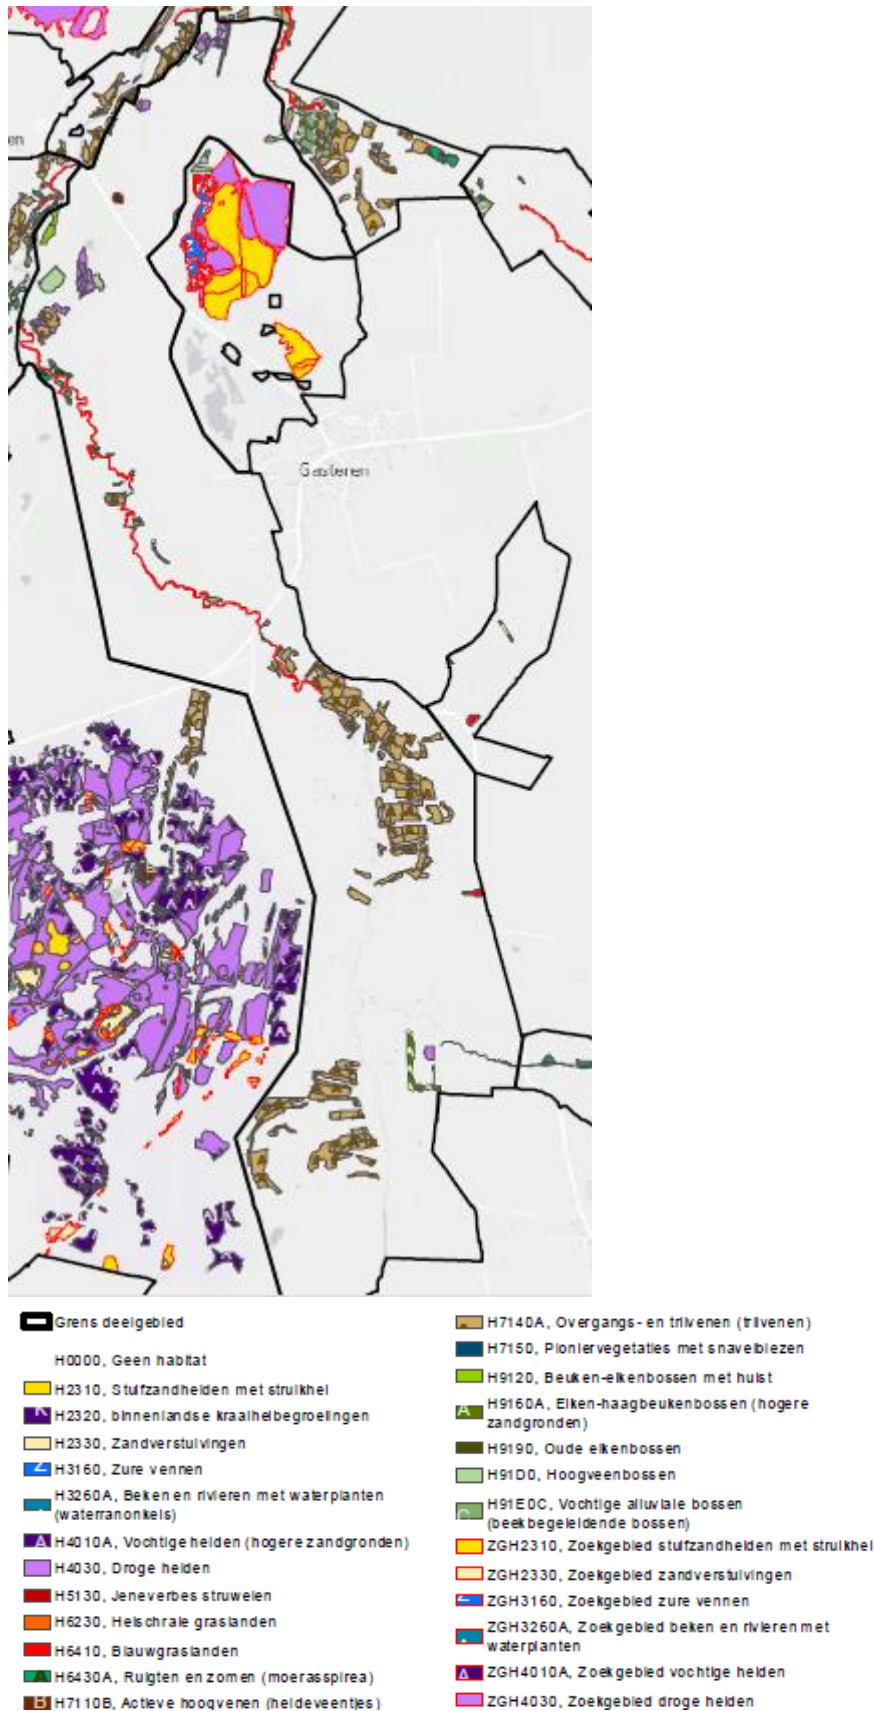 en
Gasteren
Grens deelgebied
H0000, Geen habitat
H2310, Stuifzandheiden met struikhei
H2320, binnenlandse kraaiheibegroeiingen
H2330, Zandverstuivingen
H3160, Zure vennen
H3260A, Beken en rivieren met waterplanten
(waterranonkels)
H4010A, Vochtige heiden (hogere zandgronden)
H4030, Droge heiden
H5130, Jeneverbes struwelen
H6230, Heischrale graslanden
H6410, Blauwgraslanden
H6430A, Ruigten en zomen (moerasspirea)
H7110B, Actieve hoogvenen (heideveentjes)
H7140A, Overgangs- en trilvenen (trilvenen)
H7150, Pioniervegetaties met snavelbiezen
H9120, Beuken-eikenbossen met hulst
H9160A, Eiken-haagbeukenbossen (hogere
zandgronden)
H9190, Oude eikenbossen
H91D0, Hoogveenbossen
H91E0C, Vochtige alluviale bossen
(beekbegeleidende bossen)
ZGH2310, Zoekgebied stuifzandheiden met struikhei
ZGH2330, Zoekgebied zandverstuivingen
ZGH3160, Zoekgebied zure vennen
ZGH3260A, Zoekgebied beken en rivieren met
waterplanten
ZGH4010A, Zoekgebied vochtige heiden
ZGH4030, Zoekgebied droge heiden